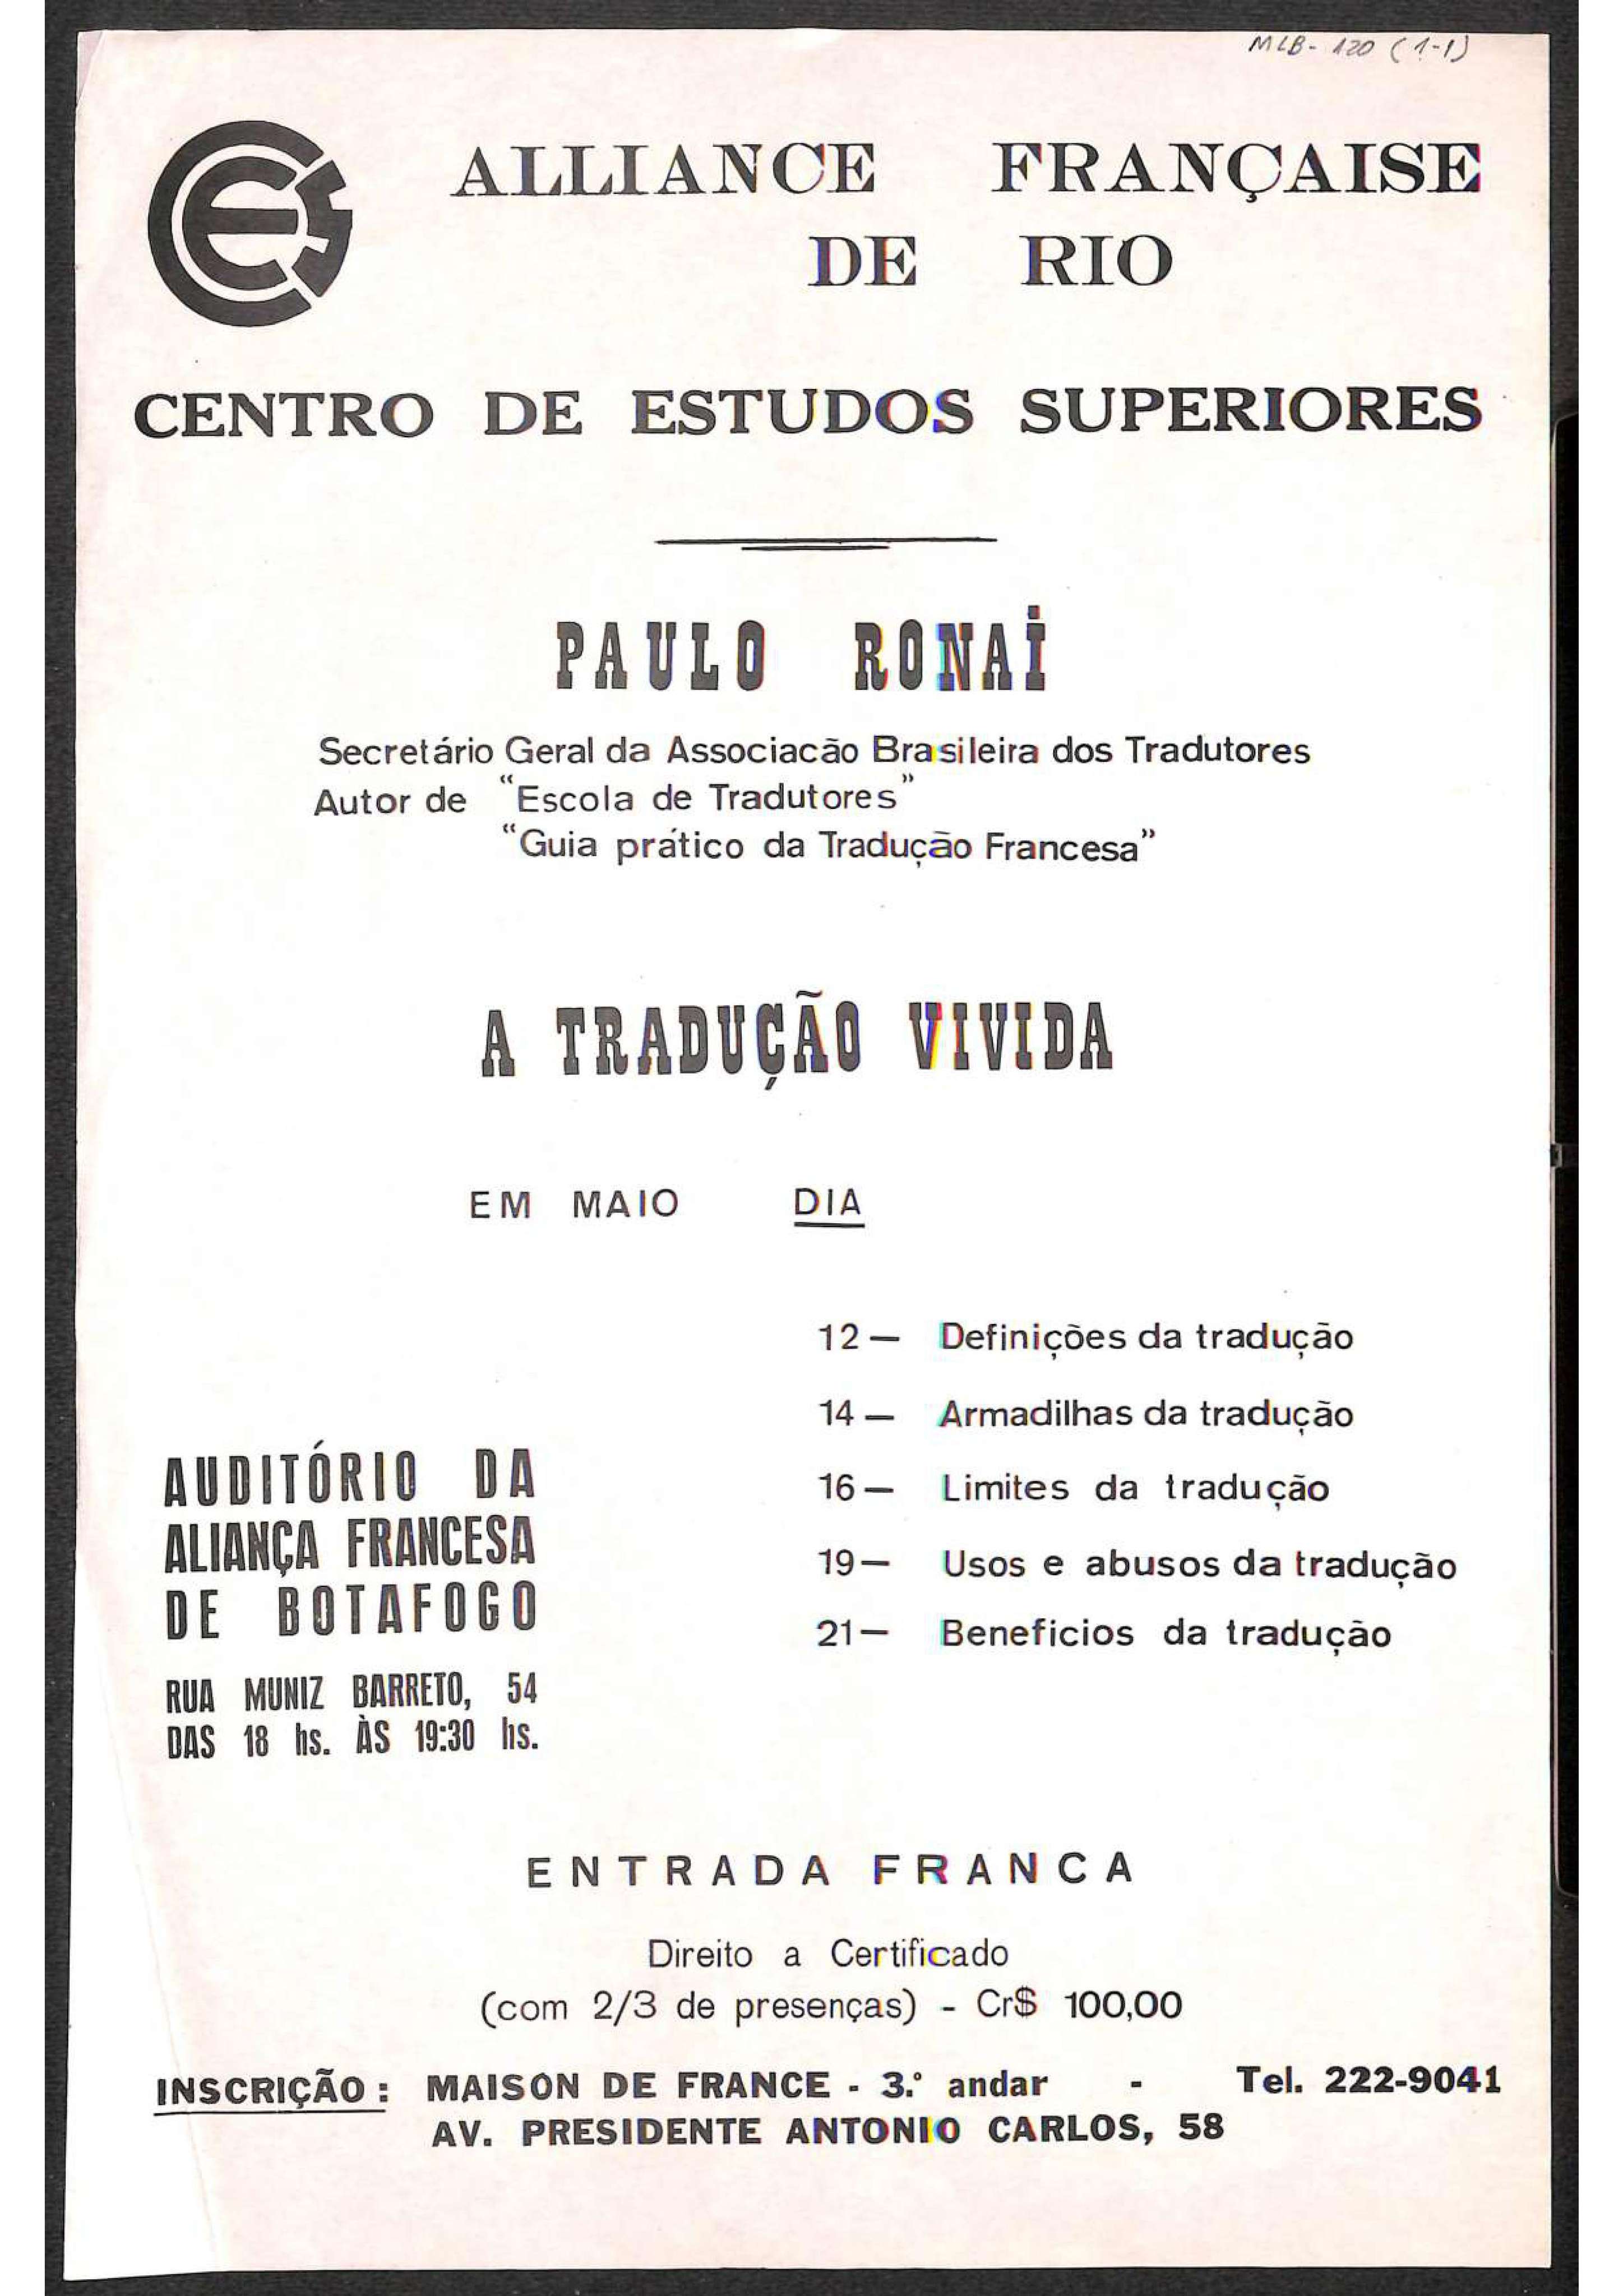 MLB- 120 (1-1)
ALLIANCE FRANÇAISE
DE RIO
CENTRO DE ESTUDOS SUPERIORES
PAULO RONAI
Secretário Geral da Associacão Brasileira dos Tradutores
Autor de "Escola de Tradutores"
"Guia prático da Tradução Francesa"
A TRADUÇÃO VIVIDA
EM MAIO DIA
12 — Definições da tradução
14 — Armadilhas da tradução
16 — Limites da tradução
19 — Usos e abusos da tradução
21 — Beneficios da tradução
AUDITÓRIO DA
ALIANÇA FRANCESA
DE BOTAFOGO
RUA MUNIZ BARRETO, 54
DAS 18 hs. ÀS 19:30 hs.
ENTRADA FRANCA
Direito a Certificado
(com 2/3 de presenças) - Cr$ 100,00
INSCRIÇÃO : MAISON DE FRANCE - 3.º andar - Tel. 222-9041
AV. PRESIDENTE ANTONIO CARLOS, 58